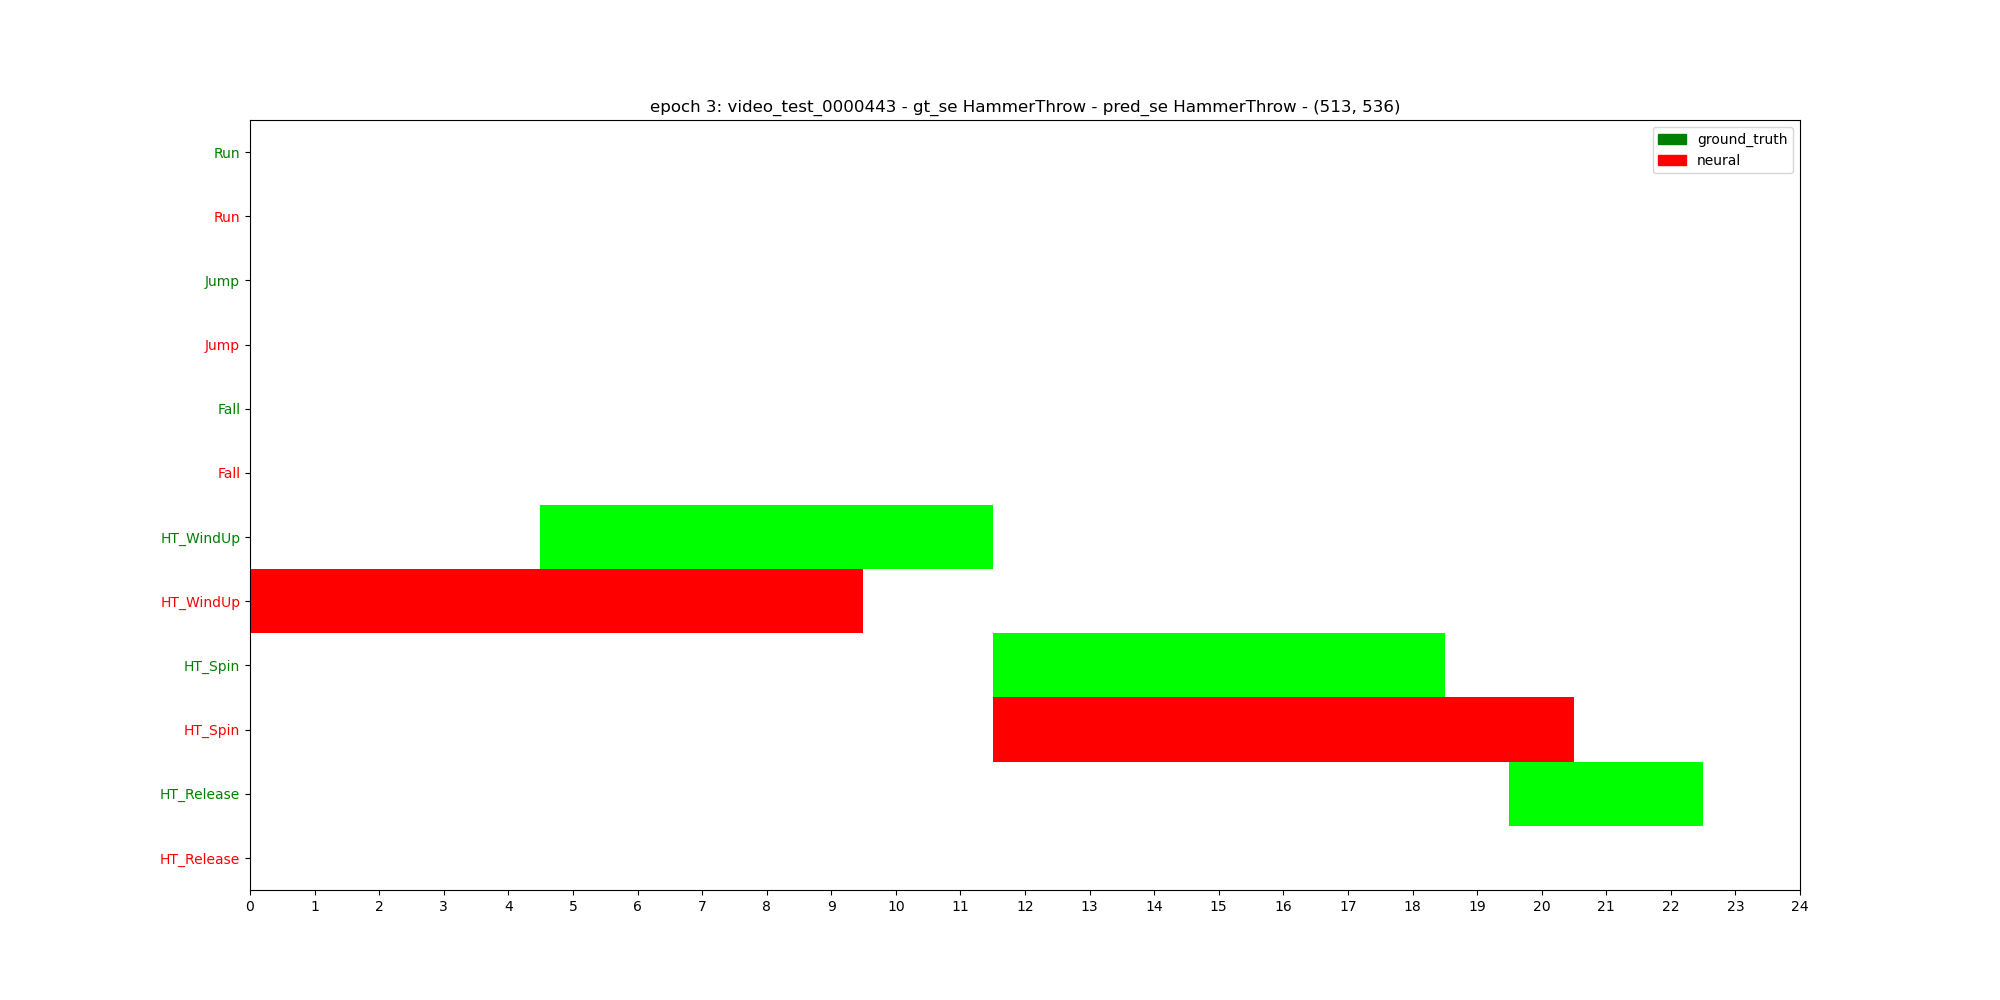 epoch 3: video_test_0000443 - gt_se HammerThrow - pred_se HammerThrow - (513, 536)
ground_truth
neural
Run
Run
Jump
Jump
Fall
Fall
HT_WindUp
HT_WindUp
HT_Spin
HT_Spin
HT_Release
HT_Release
0 1 2 3 4 5 6 7 8 9 10 11 12 13 14 15 16 17 18 19 20 21 22 23 24